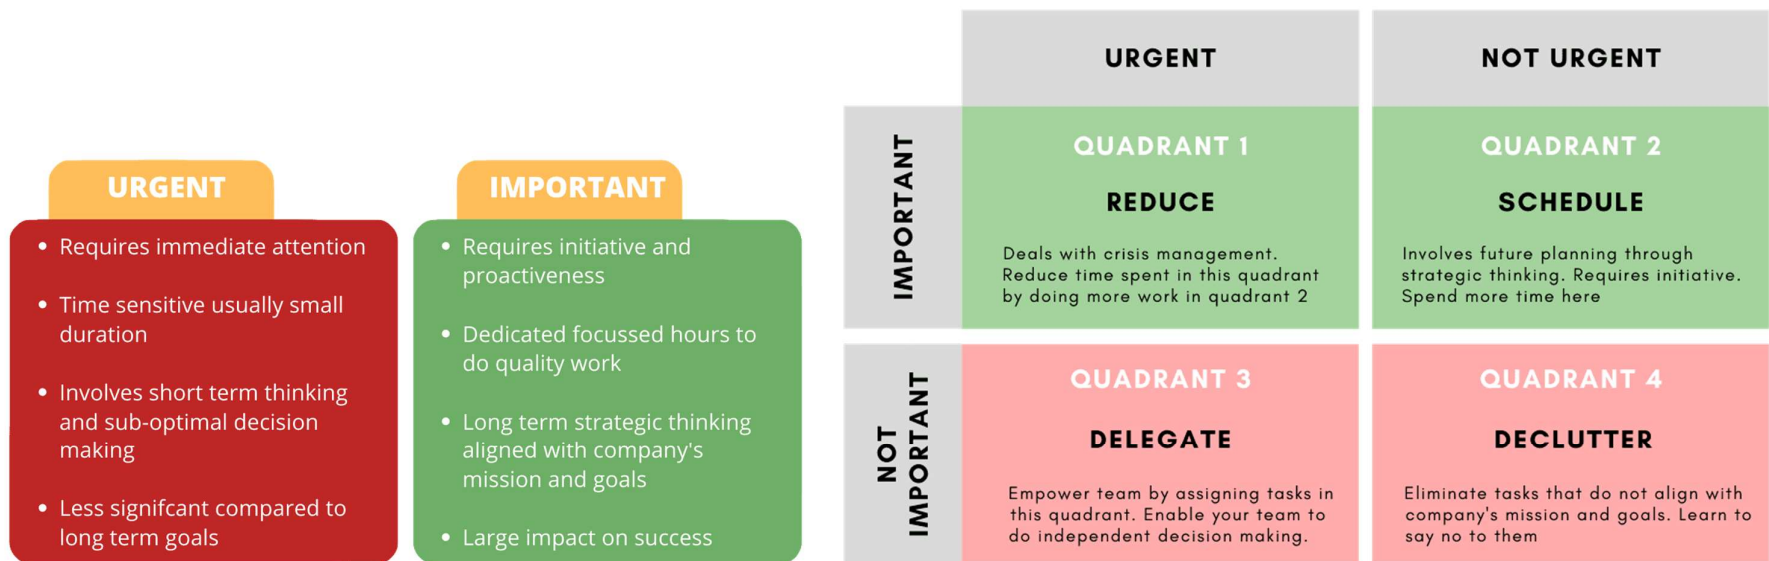 URGENT
Requires immediate attention
Time sensitive usually small
duration
Involves short term thinking
and sub-optimal decision
making
Less signifcant compared to
long term goals
IMPORTANT
Requires initiative and
proactiveness
Dedicated focussed hours to
do quality work
Long term strategic thinking
aligned with company's
mission and goals
Large impact on success
URGENT
NOT URGENT
IMPORTANT
QUADRANT 1
REDUCE
Deals with crisis management.
Reduce time spent in this quadrant
by doing more work in quadrant 2
QUADRANT 2
SCHEDULE
Involves future planning through
strategic thinking. Requires initiative.
Spend more time here
NOT
IMPORTANT
QUADRANT 3
DELEGATE
Empower team by assigning tasks in
this quadrant. Enable your team to
do independent decision making.
QUADRANT 4
DECLUTTER
Eliminate tasks that do not align with
company's mission and goals. Learn to
say no to them